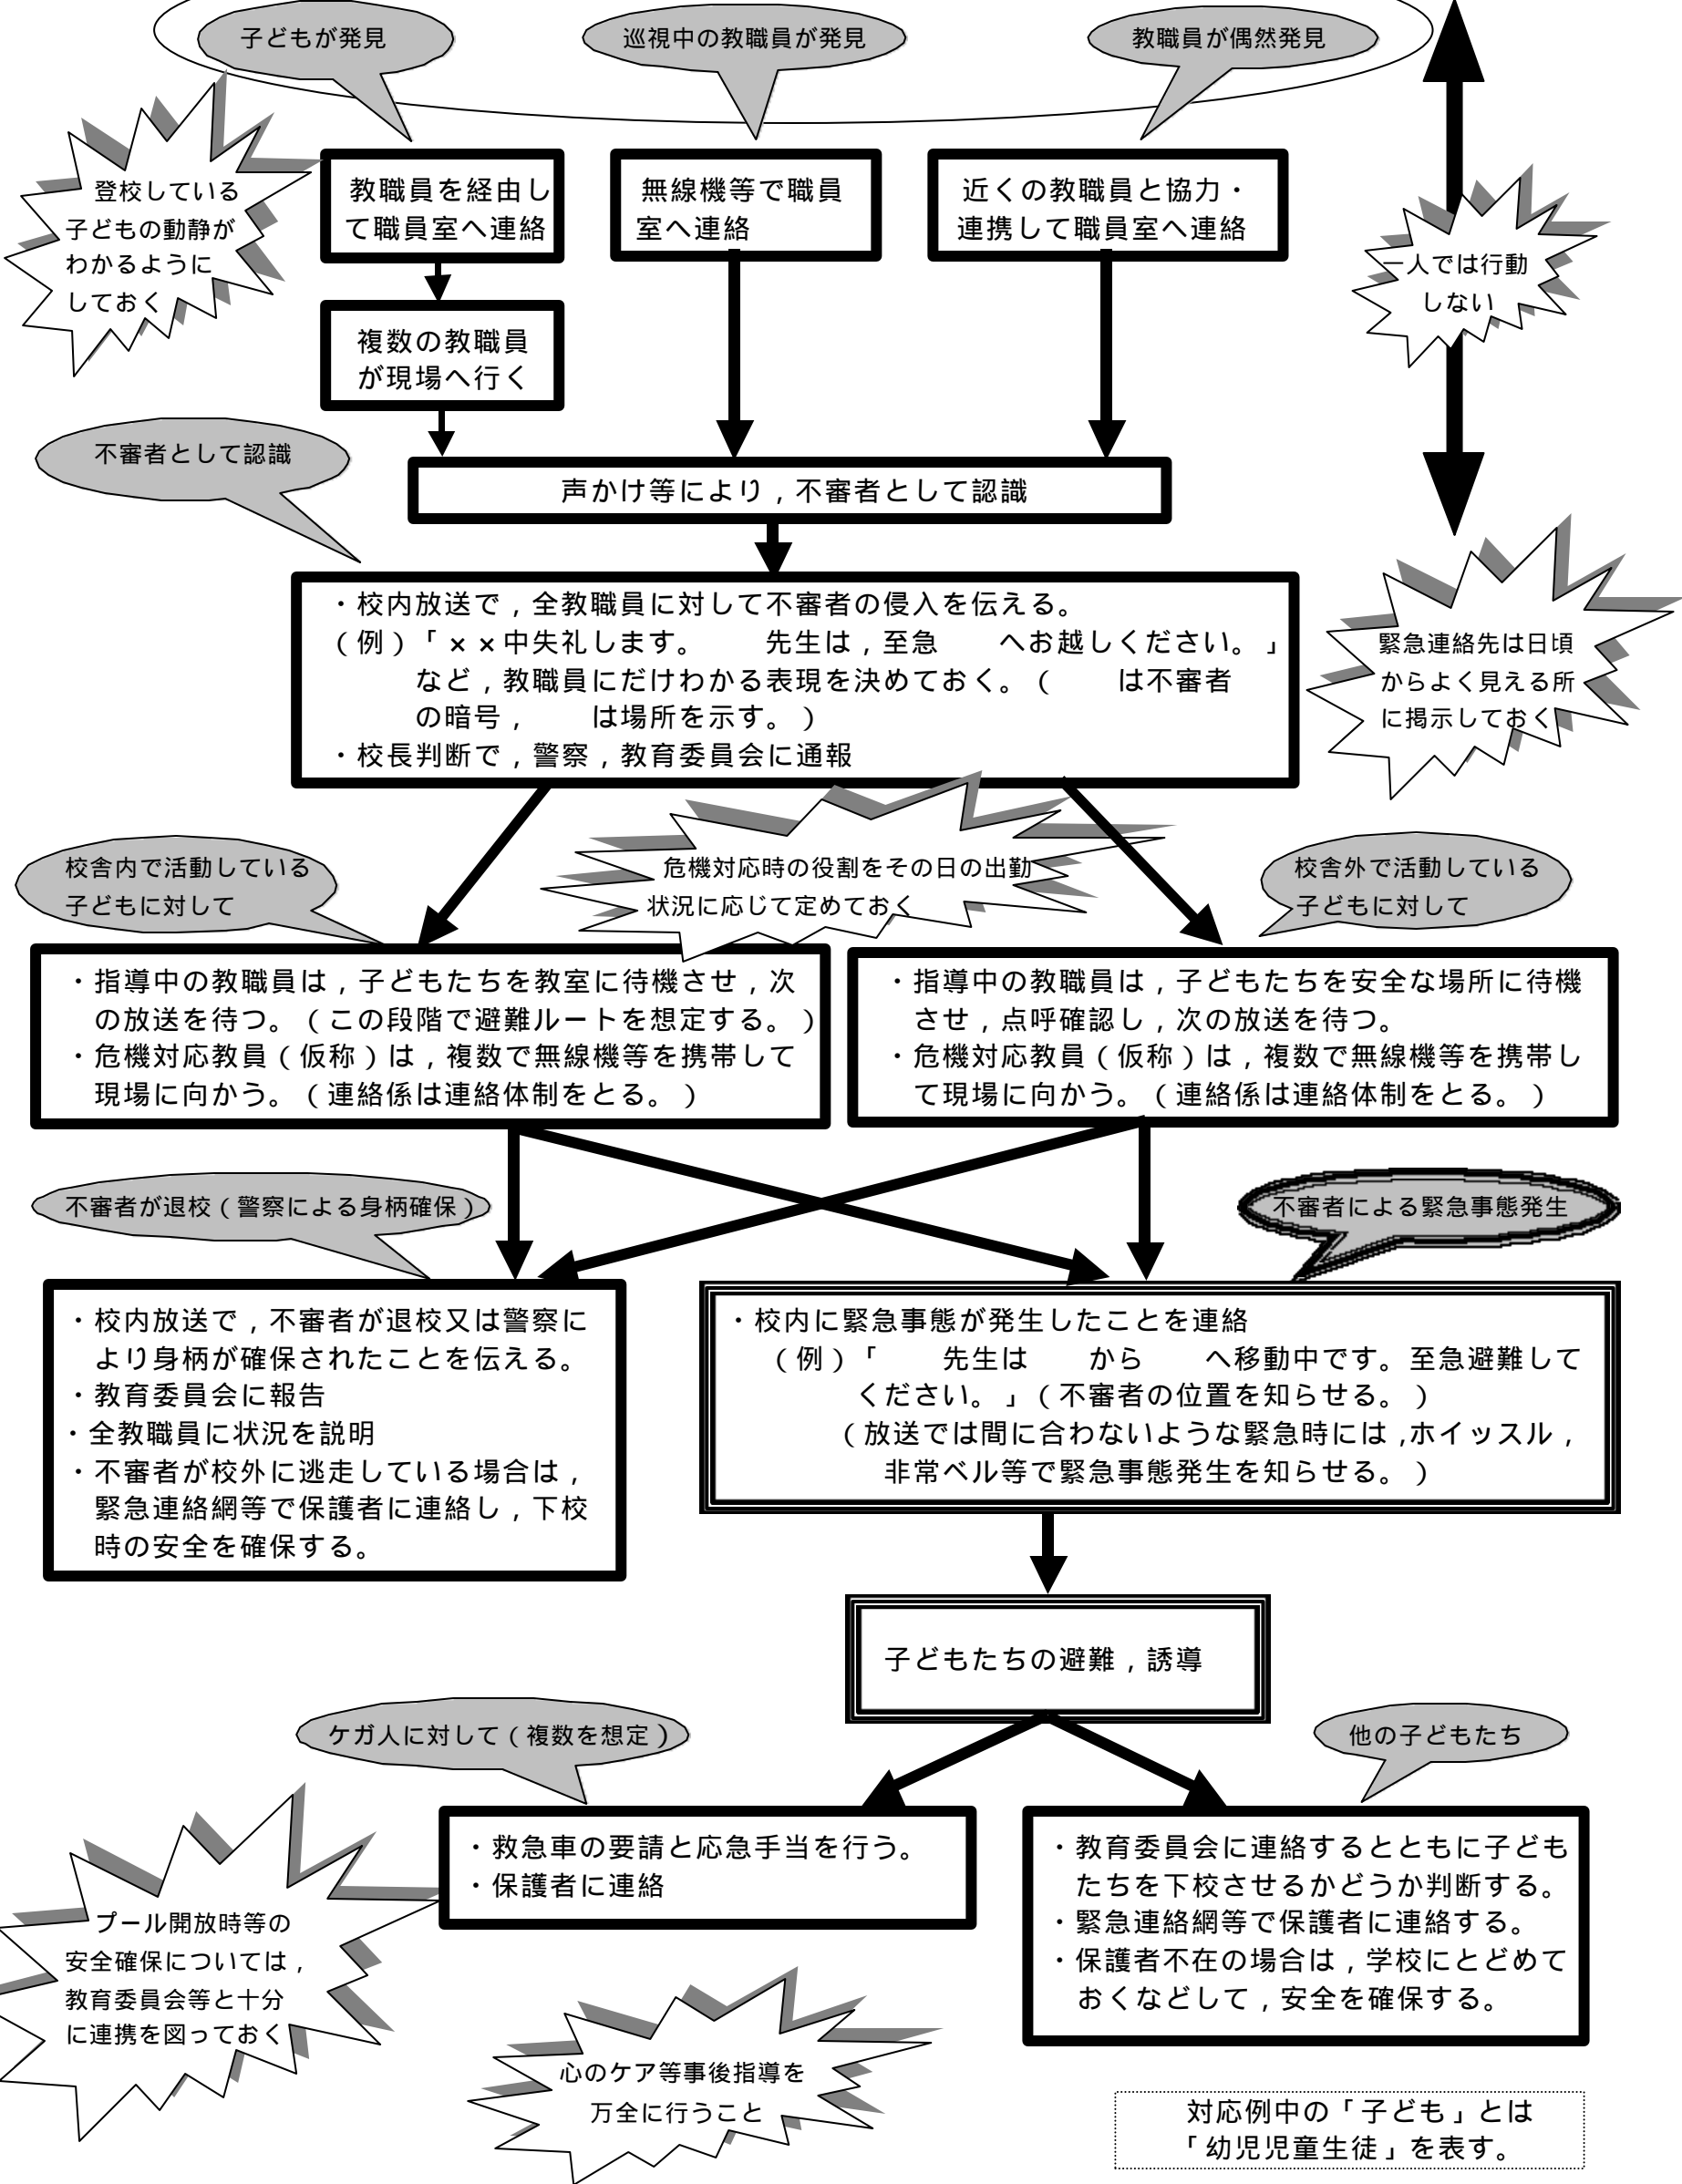 子どもが発見
巡視中の教職員が発見
教職員が偶然発見
登校している
子どもの動静が
わかるように
しておく
教職員を経由し
て職員室へ連絡
無線機等で職員
室へ連絡
近くの教職員と協力・
連携して職員室へ連絡
一人では行動
しない
複数の教職員
が現場へ行く
不審者として認識
声かけ等により，不審者として認識
・校内放送で，全教職員に対して不審者の侵入を伝える。
（例）「××中失礼します。　　先生は，至急　　へお越しください。」
など，教職員にだけわかる表現を決めておく。（　　は不審者
の暗号，　　は場所を示す。）
・校長判断で，警察，教育委員会に通報
緊急連絡先は日頃
からよく見える所
に掲示しておく
校舎内で活動している
子どもに対して
危機対応時の役割をその日の出勤
状況に応じて定めておく
校舎外で活動している
子どもに対して
・指導中の教職員は，子どもたちを教室に待機させ，次
の放送を待つ。（この段階で避難ルートを想定する。）
・危機対応教員（仮称）は，複数で無線機等を携帯して
現場に向かう。（連絡係は連絡体制をとる。）
・指導中の教職員は，子どもたちを安全な場所に待機
させ，点呼確認し，次の放送を待つ。
・危機対応教員（仮称）は，複数で無線機等を携帯し
て現場に向かう。（連絡係は連絡体制をとる。）
不審者が退校（警察による身柄確保）
不審者による緊急事態発生
・校内放送で，不審者が退校又は警察に
より身柄が確保されたことを伝える。
・教育委員会に報告
・全教職員に状況を説明
・不審者が校外に逃走している場合は，
緊急連絡網等で保護者に連絡し，下校
時の安全を確保する。
・校内に緊急事態が発生したことを連絡
（例）「　　先生は　　から　　へ移動中です。至急避難して
ください。」（不審者の位置を知らせる。）
（放送では間に合わないような緊急時には，ホイッスル，
非常ベル等で緊急事態発生を知らせる。）
子どもたちの避難，誘導
ケガ人に対して（複数を想定）
他の子どもたち
・救急車の要請と応急手当を行う。
・保護者に連絡
・教育委員会に連絡するとともに子ども
たちを下校させるかどうか判断する。
・緊急連絡網等で保護者に連絡する。
・保護者不在の場合は，学校にとどめて
おくなどして，安全を確保する。
プール開放時等の
安全確保については，
教育委員会等と十分
に連携を図っておく
心のケア等事後指導を
万全に行うこと
対応例中の「子ども」とは
「幼児児童生徒」を表す。